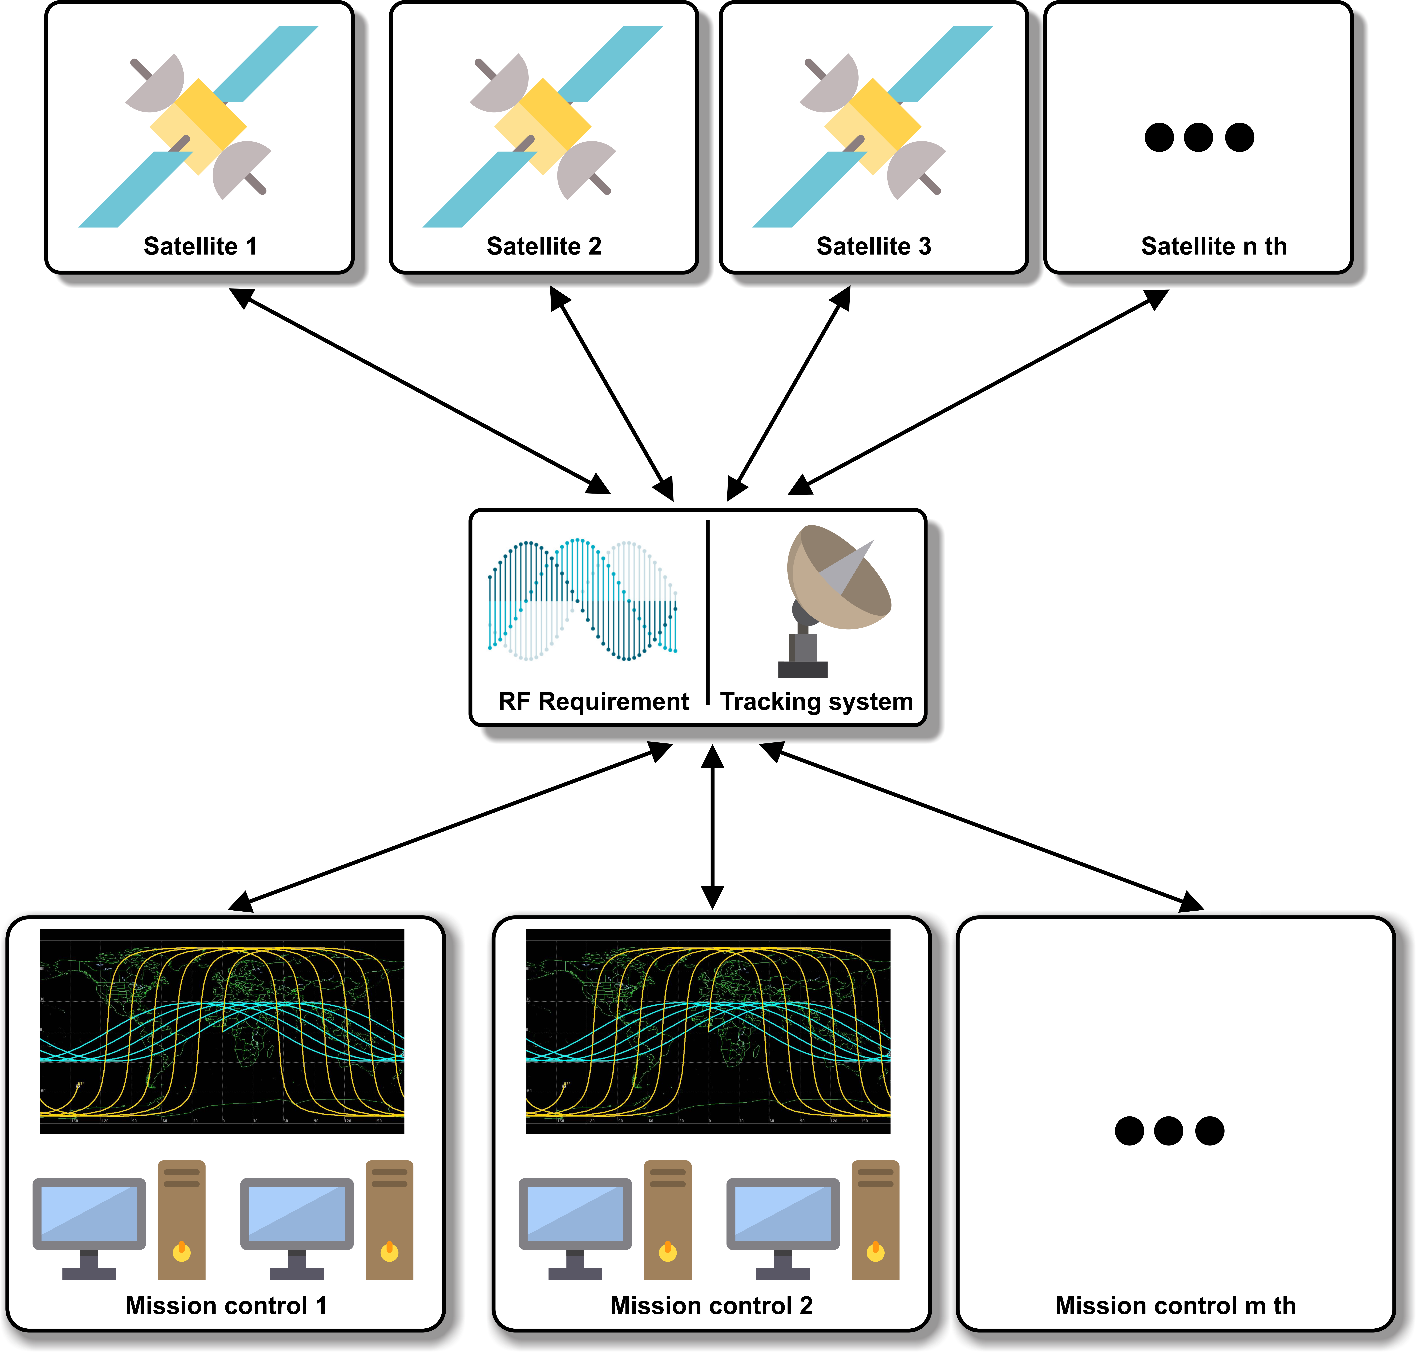 Satellite 1
Satellite 2
Satellite 3
Satellite n th
RF Requirement
Tracking system
Mission control 1
Mission control 2
Mission control m th